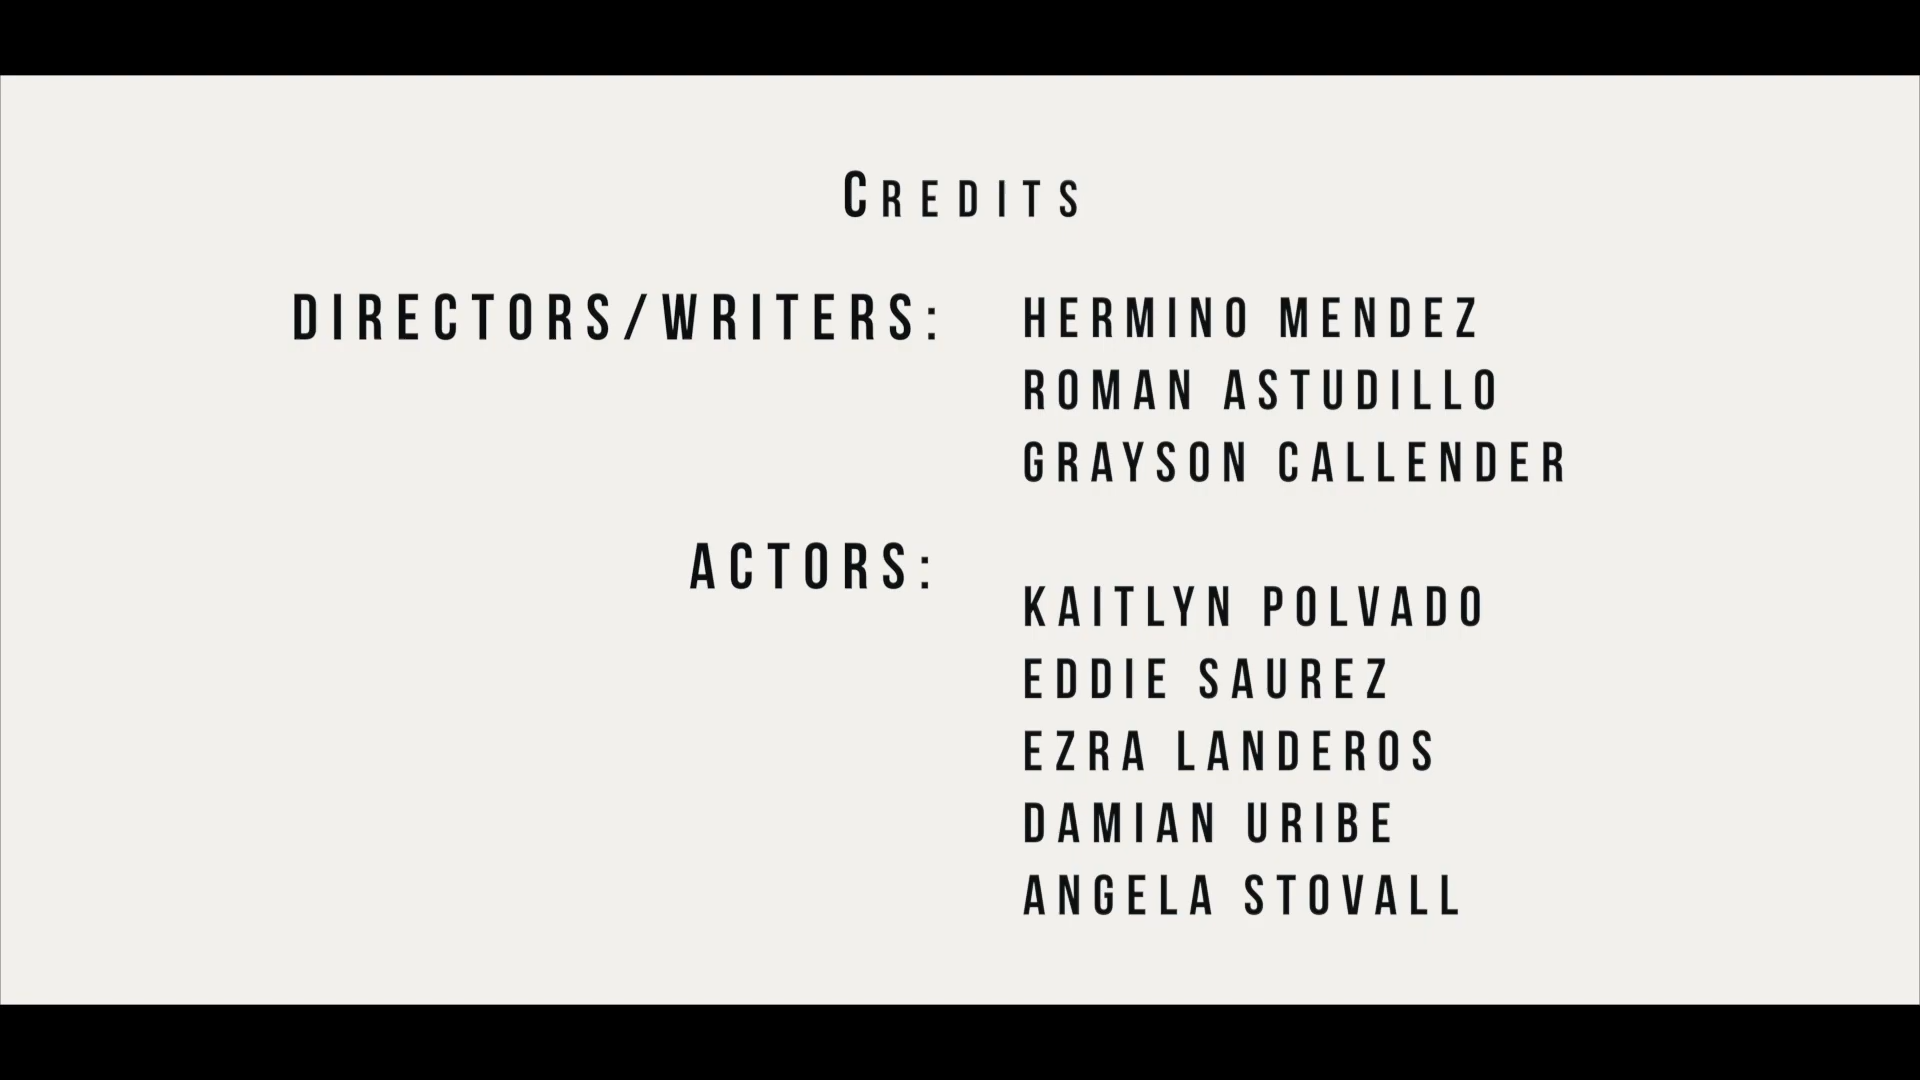 Credits
DIRECTORS/WRITERS: HERMINO MENDEZ
ROMAN ASTUDILLO
GRAYSON CALLENDER
ACTORS:
KAITLYN POLVADO
EDDIE SAUREZ
EZRA LANDEROS
DAMIAN URIBE
ANGELA STOVALL